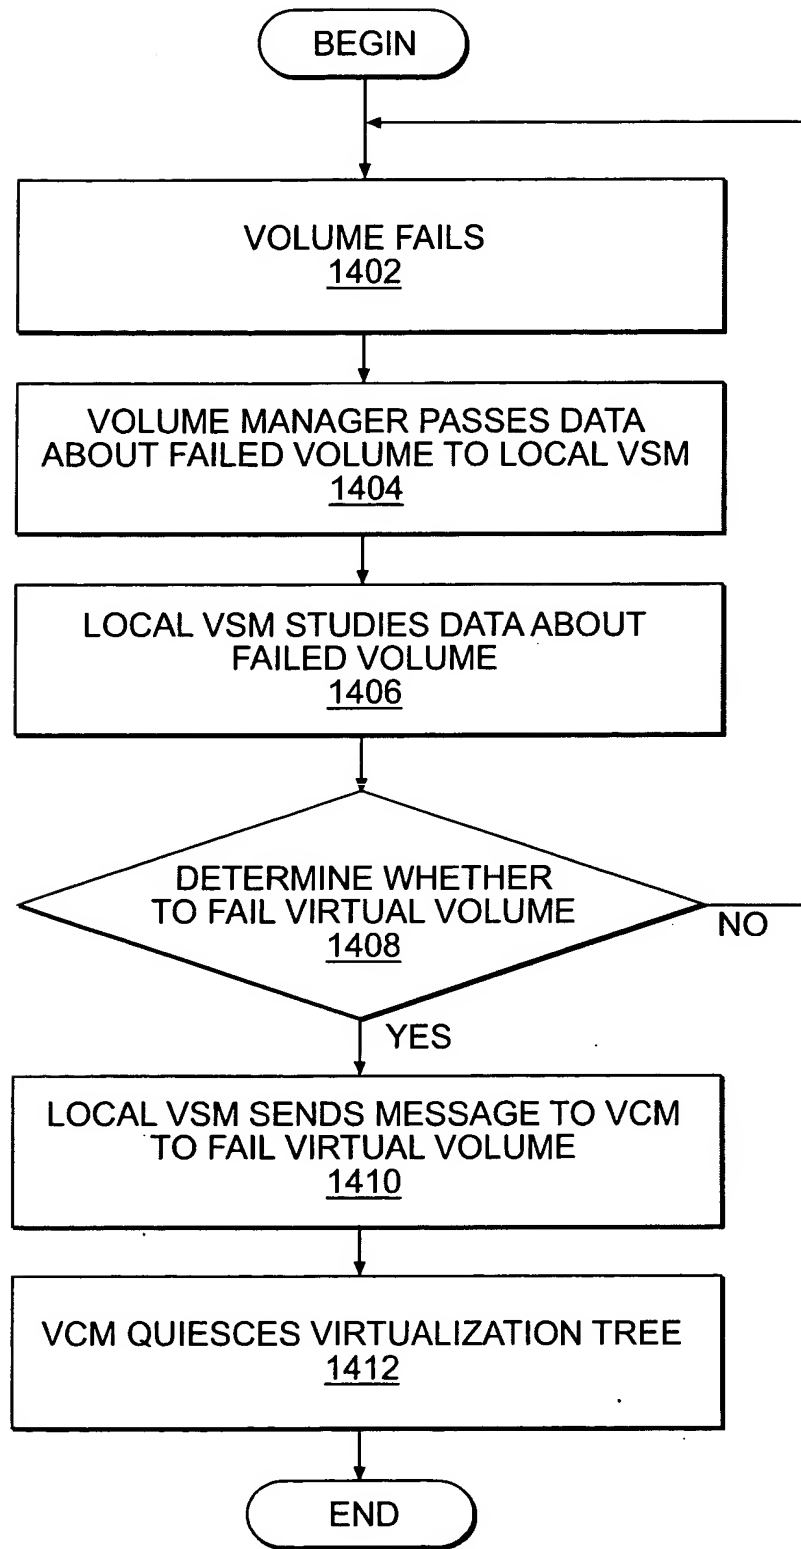 BEGIN
VOLUME FAILS
1402
VOLUME MANAGER PASSES DATA
ABOUT FAILED VOLUME TO LOCAL VSM
1404
LOCAL VSM STUDIES DATA ABOUT
FAILED VOLUME
1406
DETERMINE WHETHER
TO FAIL VIRTUAL VOLUME
1408
NO
YES
LOCAL VSM SENDS MESSAGE TO VCM
TO FAIL VIRTUAL VOLUME
1410
VCM QUIESCES VIRTUALIZATION TREE
1412
END